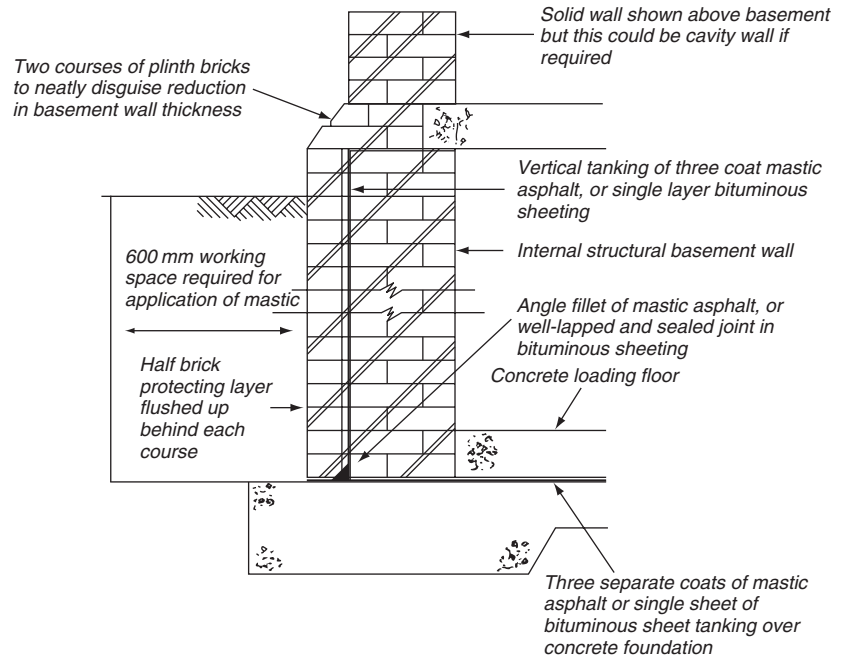 Solid wall shown above basement
but this could be cavity wall if
required
Two courses of plinth bricks
to neatly disguise reduction
in basement wall thickness
Vertical tanking of three coat mastic
asphalt, or single layer bituminous
sheeting
Internal structural basement wall
600 mm working
space required for
application of mastic
Angle fillet of mastic asphalt, or
well-lapped and sealed joint in
bituminous sheeting
Concrete loading floor
Half brick
protecting layer
flushed up
behind each
course
Three separate coats of mastic
asphalt or single sheet of
bituminous sheet tanking over
concrete foundation